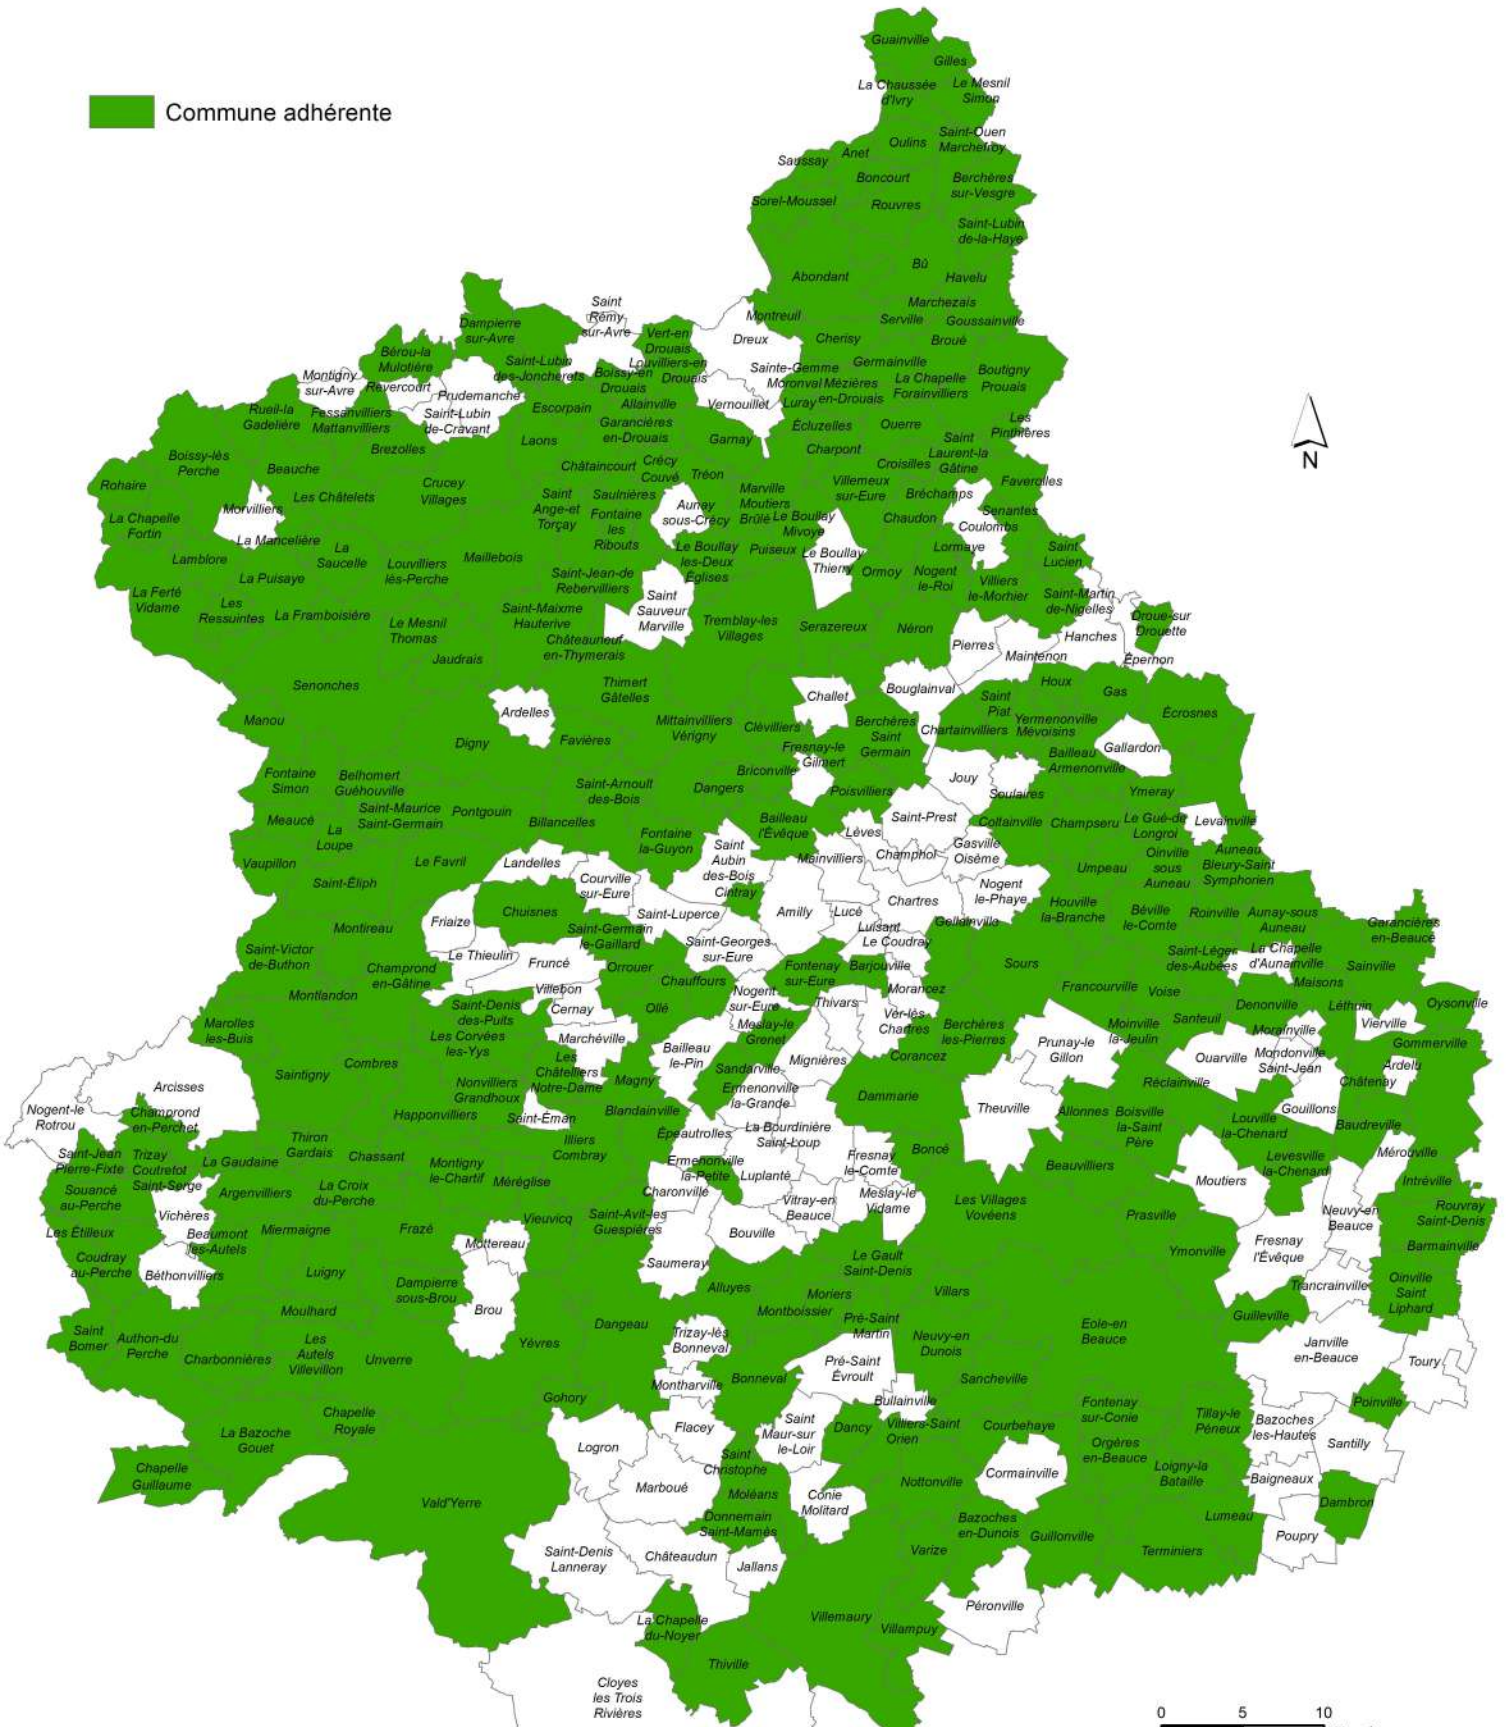 Guainville
Gilles
La Chaussée
d'Ivry
Le Mesnil
Simon
Commune adhérente
Oulins
Saint-Ouen
Marchefroy
Anet
Saussay
Boncourt
Berchères
sur-Vesgre
Sorel-Moussel
Rouvres
Saint-Lubin
de-la-Haye
Bû
Abondant
Havelu
Marchezais
Saint
Rémy
sur-Avre
Montreuil
Serville
Goussainville
Dampierre
sur-Avre
Vert-en
Drouais
Dreux
Cherisy
Broué
Bérou-la
Mulotière
Saint-Lubin
des-Joncherets
Louvilliers-en
Drouais
Boissy-en
Drouais
Sainte-Gemme
Moronval
Germainville
Boutigny
Prouais
Montigny
sur-Avre
Revercourt
Prudemanche
Mézières
en-Drouais
La Chapelle
Forainvilliers
Vernouillet
Luray
Allainville
Escorpain
Rueil-la
Gadelière
Fessanvilliers
Mattanvilliers
Saint-Lubin
de-Cravant
Garancières
en-Drouais
Écluzelles
Ouerre
Les
Pinthières
Brezolles
Laons
Garnay
Charpont
Saint
Laurent-la
Gâtine
Boissy-lès
Perche
Beauche
Châtaincourt
Crécy
Couvé
Tréon
Croisilles
Rohaire
Crucey
Villages
Villemeux
sur-Eure
Faverolles
Les Châtelets
Saint
Ange-et
Torçay
Saulnières
Marville
Moutiers
Brûlé
Bréchamps
Morvilliers
Aunay
sous-Crécy
Senantes
La Chapelle
Fortin
Fontaine
les
Ribouts
Le Boullay
Mivoye
Chaudon
Coulombs
La Mancelière
Le Boullay
les-Deux
Églises
Puiseux
Le Boullay
Thierry
Lormaye
Saint
Lucien
Lamblore
La
Saucelle
Louvilliers
lès-Perche
Maillebois
Ormoy
Nogent
le-Roi
Villiers
le-Morhier
La Puisaye
Saint-Jean-de
Rebervilliers
La Ferté
Vidame
Les
Ressuintes
La Framboisière
Saint-Maixme
Hauterive
Saint
Sauveur
Marville
Saint-Martin
de-Nigelles
Droue-sur
Drouette
Le Mesnil
Thomas
Tremblay-les
Villages
Serazereux
Néron
Hanches
Châteauneuf
en-Thymerais
Pierres
Maintenon
Épernon
Jaudrais
Senonches
Thimert
Gâtelles
Challet
Bouglainval
Houx
Gas
Saint
Piat
Écrosnes
Manou
Ardelles
Mittainvilliers
Vérigny
Clévilliers
Berchères
Saint
Germain
Chartainvilliers
Yermenonville
Mévoisins
Digny
Favières
Fresnay-le
Gilmert
Bailleau
Armenonville
Gallardon
Fontaine
Simon
Belhomert
Guéhouville
Briconville
Jouy
Saint-Arnoult
des-Bois
Dangers
Poisvilliers
Soulaires
Ymeray
Meaucé
Saint-Maurice
Saint-Germain
Pontgouin
Billancelles
Bailleau
l'Évêque
Saint-Prest
Coltainville
Champseru
Le Gué-de
Longroi
Levainville
La
Loupe
Fontaine
la-Guyon
Lèves
Saint
Aubin
des-Bois
Mainvilliers
Champhol
Gasville
Oisème
Oinville
sous
Auneau
Auneau
Bleury-Saint
Symphorien
Vaupillon
Le Favril
Landelles
Umpeau
Saint-Éliph
Courville
sur-Eure
Cintray
Nogent
le-Phaye
Chuisnes
Saint-Luperce
Amilly
Lucé
Chartres
Houville
la-Branche
Béville
le-Comte
Roinville
Aunay-sous
Auneau
Montireau
Friaize
Saint-Germain
le-Gaillard
Luisant
Gellainville
Garancières
en-Beauce
Saint-Victor
de-Buthon
Le Thieulin
Saint-Georges
sur-Eure
Le Coudray
Saint-Léger
des-Aubées
La Chapelle
d'Aunainville
Champrond
en-Gâtine
Fruncé
Orrouer
Chauffours
Fontenay
sur-Eure
Barjouville
Sours
Sainville
Montlandon
Villebon
Nogent
sur-Eure
Morancez
Francourville
Voise
Maisons
Saint-Denis
des-Puits
Cernay
Ollé
Thivars
Denonville
Léthuin
Oysonville
Marolles
les-Buis
Les Corvées
les-Yys
Marchéville
Meslay-le
Grenet
Ver-lès
Chartres
Berchères
les-Pierres
Moinville
la-Jeulin
Santeuil
Morainville
Vierville
Combres
Bailleau
le-Pin
Mignières
Corancez
Prunay-le
Gillon
Ouarville
Mondonville
Saint-Jean
Gommerville
Saintigny
Les
Châtelliers
Notre-Dame
Sandarville
Ardelu
Arcisses
Nonvilliers
Grandhoux
Magny
Ermenonville
la-Grande
Dammarie
Réclainville
Châtenay
Nogent-le
Rotrou
Champrond
en-Perchet
Happonvilliers
Saint-Éman
Blandainville
Theuville
Allonnes
Boisville
la-Saint
Père
Gouillons
Louville
la-Chenard
Baudreville
Épeautrolles
La Bourdinière
Saint-Loup
Thiron
Gardais
Illiers
Combray
Boncé
Saint-Jean
Pierre-Fixte
Trizay
Coutretot
Saint-Serge
La Gaudaine
Chassant
Montigny
le-Chartif
Méréglise
Ermenonville
la-Petite
Luplanté
Fresnay
le-Comte
Beauvilliers
Levesville
la-Chenard
Mérouville
Souancé
au-Perche
Argenvilliers
La Croix
du-Perche
Charonville
Moutiers
Intréville
Vichères
Vitray-en
Beauce
Meslay-le
Vidame
Les Villages
Vovéens
Rouvray
Saint-Denis
Les Étilleux
Beaumont
les-Autels
Miermaigne
Frazé
Vieuvicq
Saint-Avit-les
Guespières
Bouville
Prasville
Neuvy-en
Beauce
Mottereau
Ymonville
Fresnay
l'Évêque
Barmainville
Coudray
au-Perche
Béthonvilliers
Luigny
Saumeray
Le Gault
Saint-Denis
Dampierre
sous-Brou
Alluyes
Moriers
Villars
Trancrainville
Oinville
Saint
Liphard
Moulhard
Brou
Montboissier
Guilleville
Saint
Bomer
Authon-du
Perche
Dangeau
Pré-Saint
Martin
Eole-en
Beauce
Les
Autels
Villevillon
Yèvres
Trizay-lès
Bonneval
Neuvy-en
Dunois
Janville
en-Beauce
Charbonnières
Unverre
Pré-Saint
Évroult
Toury
Montharville
Bonneval
Sancheville
Gohory
Bullainville
Fontenay
sur-Conie
Poinville
Chapelle
Royale
Flacey
Saint
Maur-sur
le-Loir
Dancy
Villiers-Saint
Orien
Courbehaye
Tillay-le
Péneux
Bazoches
les-Hautes
La Bazoche
Gouet
Logron
Orgères
en-Beauce
Santilly
Chapelle
Guillaume
Saint
Christophe
Nottonville
Cormainville
Loigny-la
Bataille
Baigneaux
Marboué
Moléans
Conie
Molitard
Dambron
Vald'Yerre
Donnemain
Saint-Mamès
Bazoches
en-Dunois
Guillonville
Lumeau
Poupry
Saint-Denis
Lanneray
Châteaudun
Jallans
Varize
Terminiers
La Chapelle
du-Noyer
Villemaury
Villampuy
Péronville
Thiville
Cloyes
les Trois
Rivières
N
0 5 10